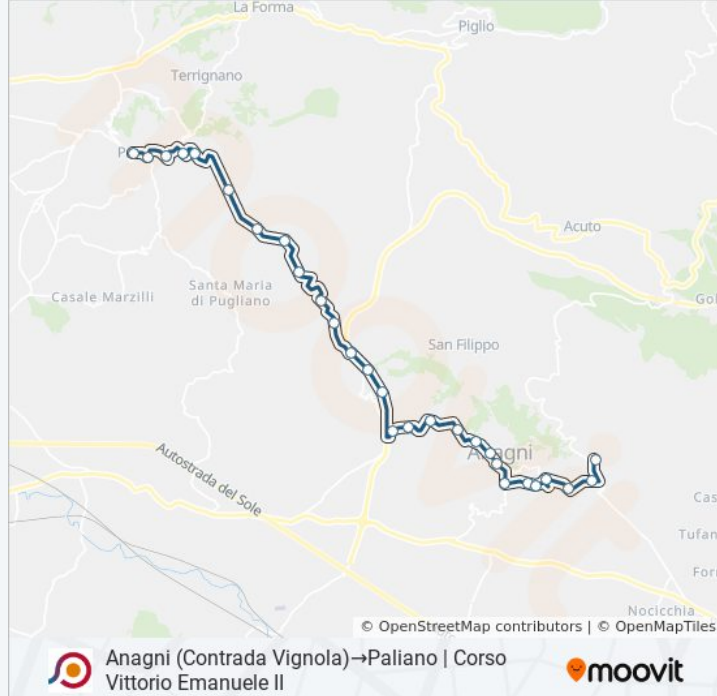 La Forma
Piglio
Terrignano
Acuto
Santa Maria
di Pugliano
Casale Marzilli
San Filippo
Anagni
Autostrada del Sole
Nocicchia
© OpenStreetMap contributors | © OpenMapTiles
Anagni (Contrada Vignola)→Paliano | Corso
Vittorio Emanuele II
moovit